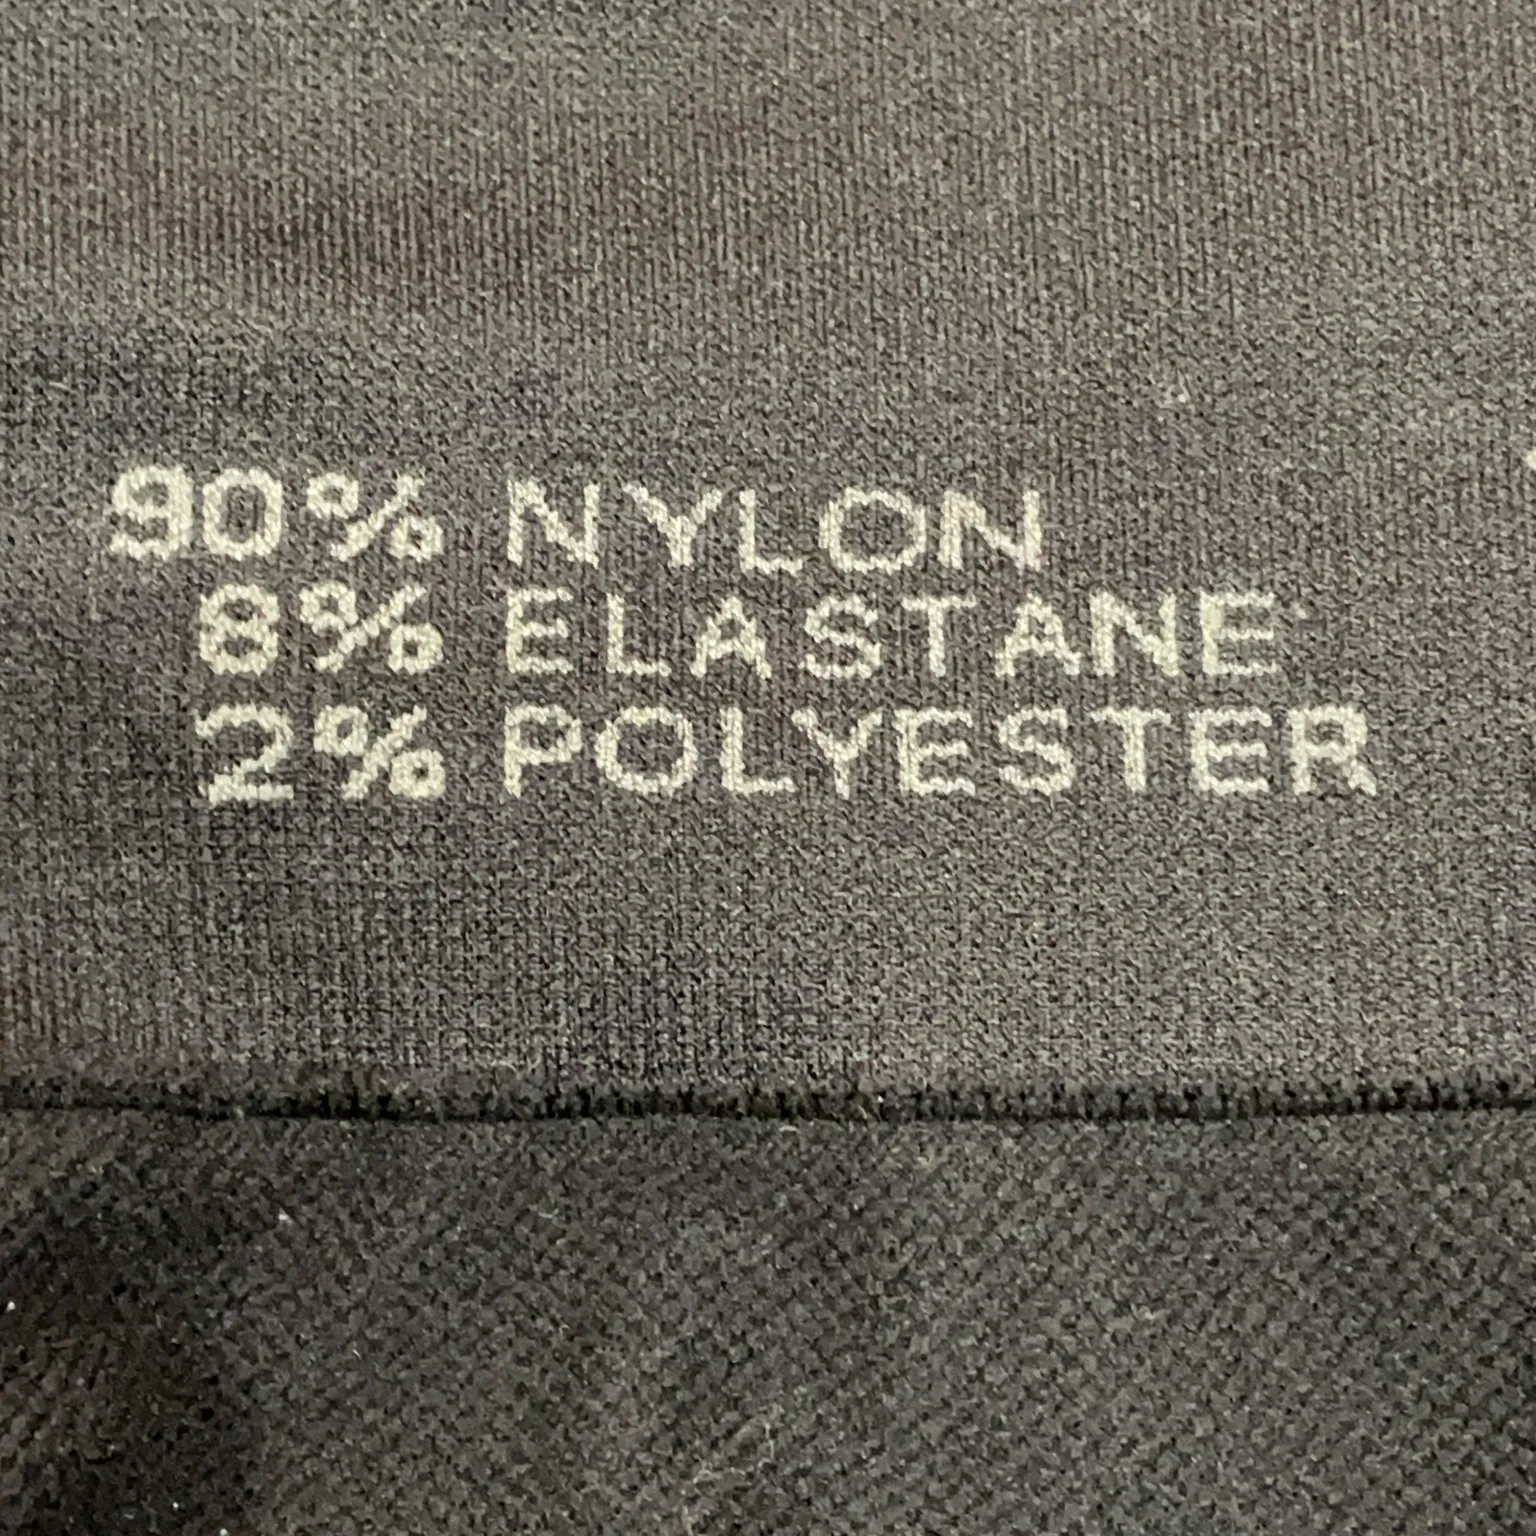 90% NYLON
8% ELASTANE
2% POLYESTER